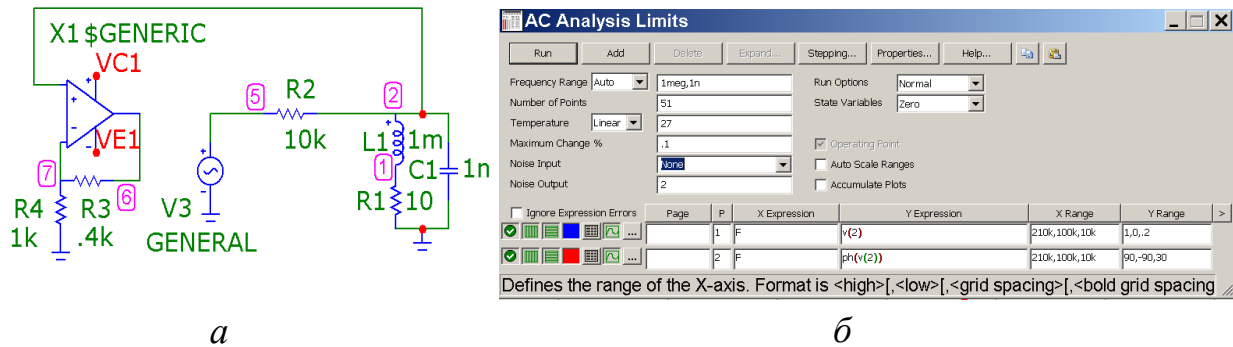 X1$GENERIC
VC1
VE1
7
6
R4
1k
R3
.4k
5
R2
10k
V3
GENERAL
2
L1
1m
1
C1
1n
R1
10
а
AC Analysis Limits
Run Add Delete Expand... Stepping... Properties... Help...
Frequency Range Auto 1meg,1n Run Options Normal
Number of Points 51 State Variables Zero
Temperature Linear 27
Maximum Change % .1 Operating Point
Noise Input None Auto Scale Ranges
Noise Output 2 Accumulate Plots
Ignore Expression Errors Page P X Expression Y Expression X Range Y Range >
... 1 F v(2) 210k,100k,10k 1,0,.2
... 2 F ph(v(2)) 210k,100k,10k 90,-90,30
Defines the range of the X-axis. Format is <high>[,<low>[,<grid spacing>[,<bold grid spacing
б